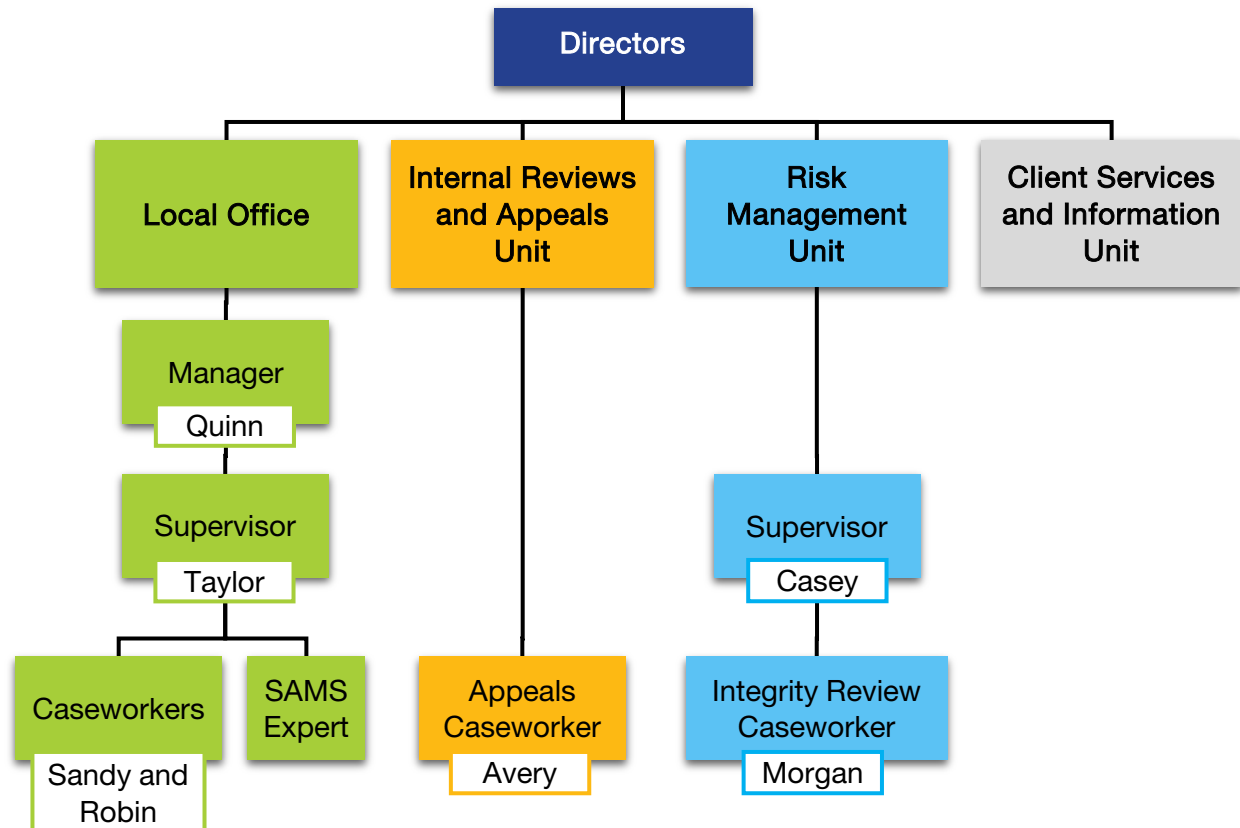 Directors
Local Office
Internal Reviews
and Appeals
Unit
Risk
Management
Unit
Client Services
and Information
Unit
Manager
Quinn
Supervisor
Taylor
Supervisor
Casey
Caseworkers
Sandy and
Robin
SAMS
Expert
Appeals
Caseworker
Avery
Integrity Review
Caseworker
Morgan